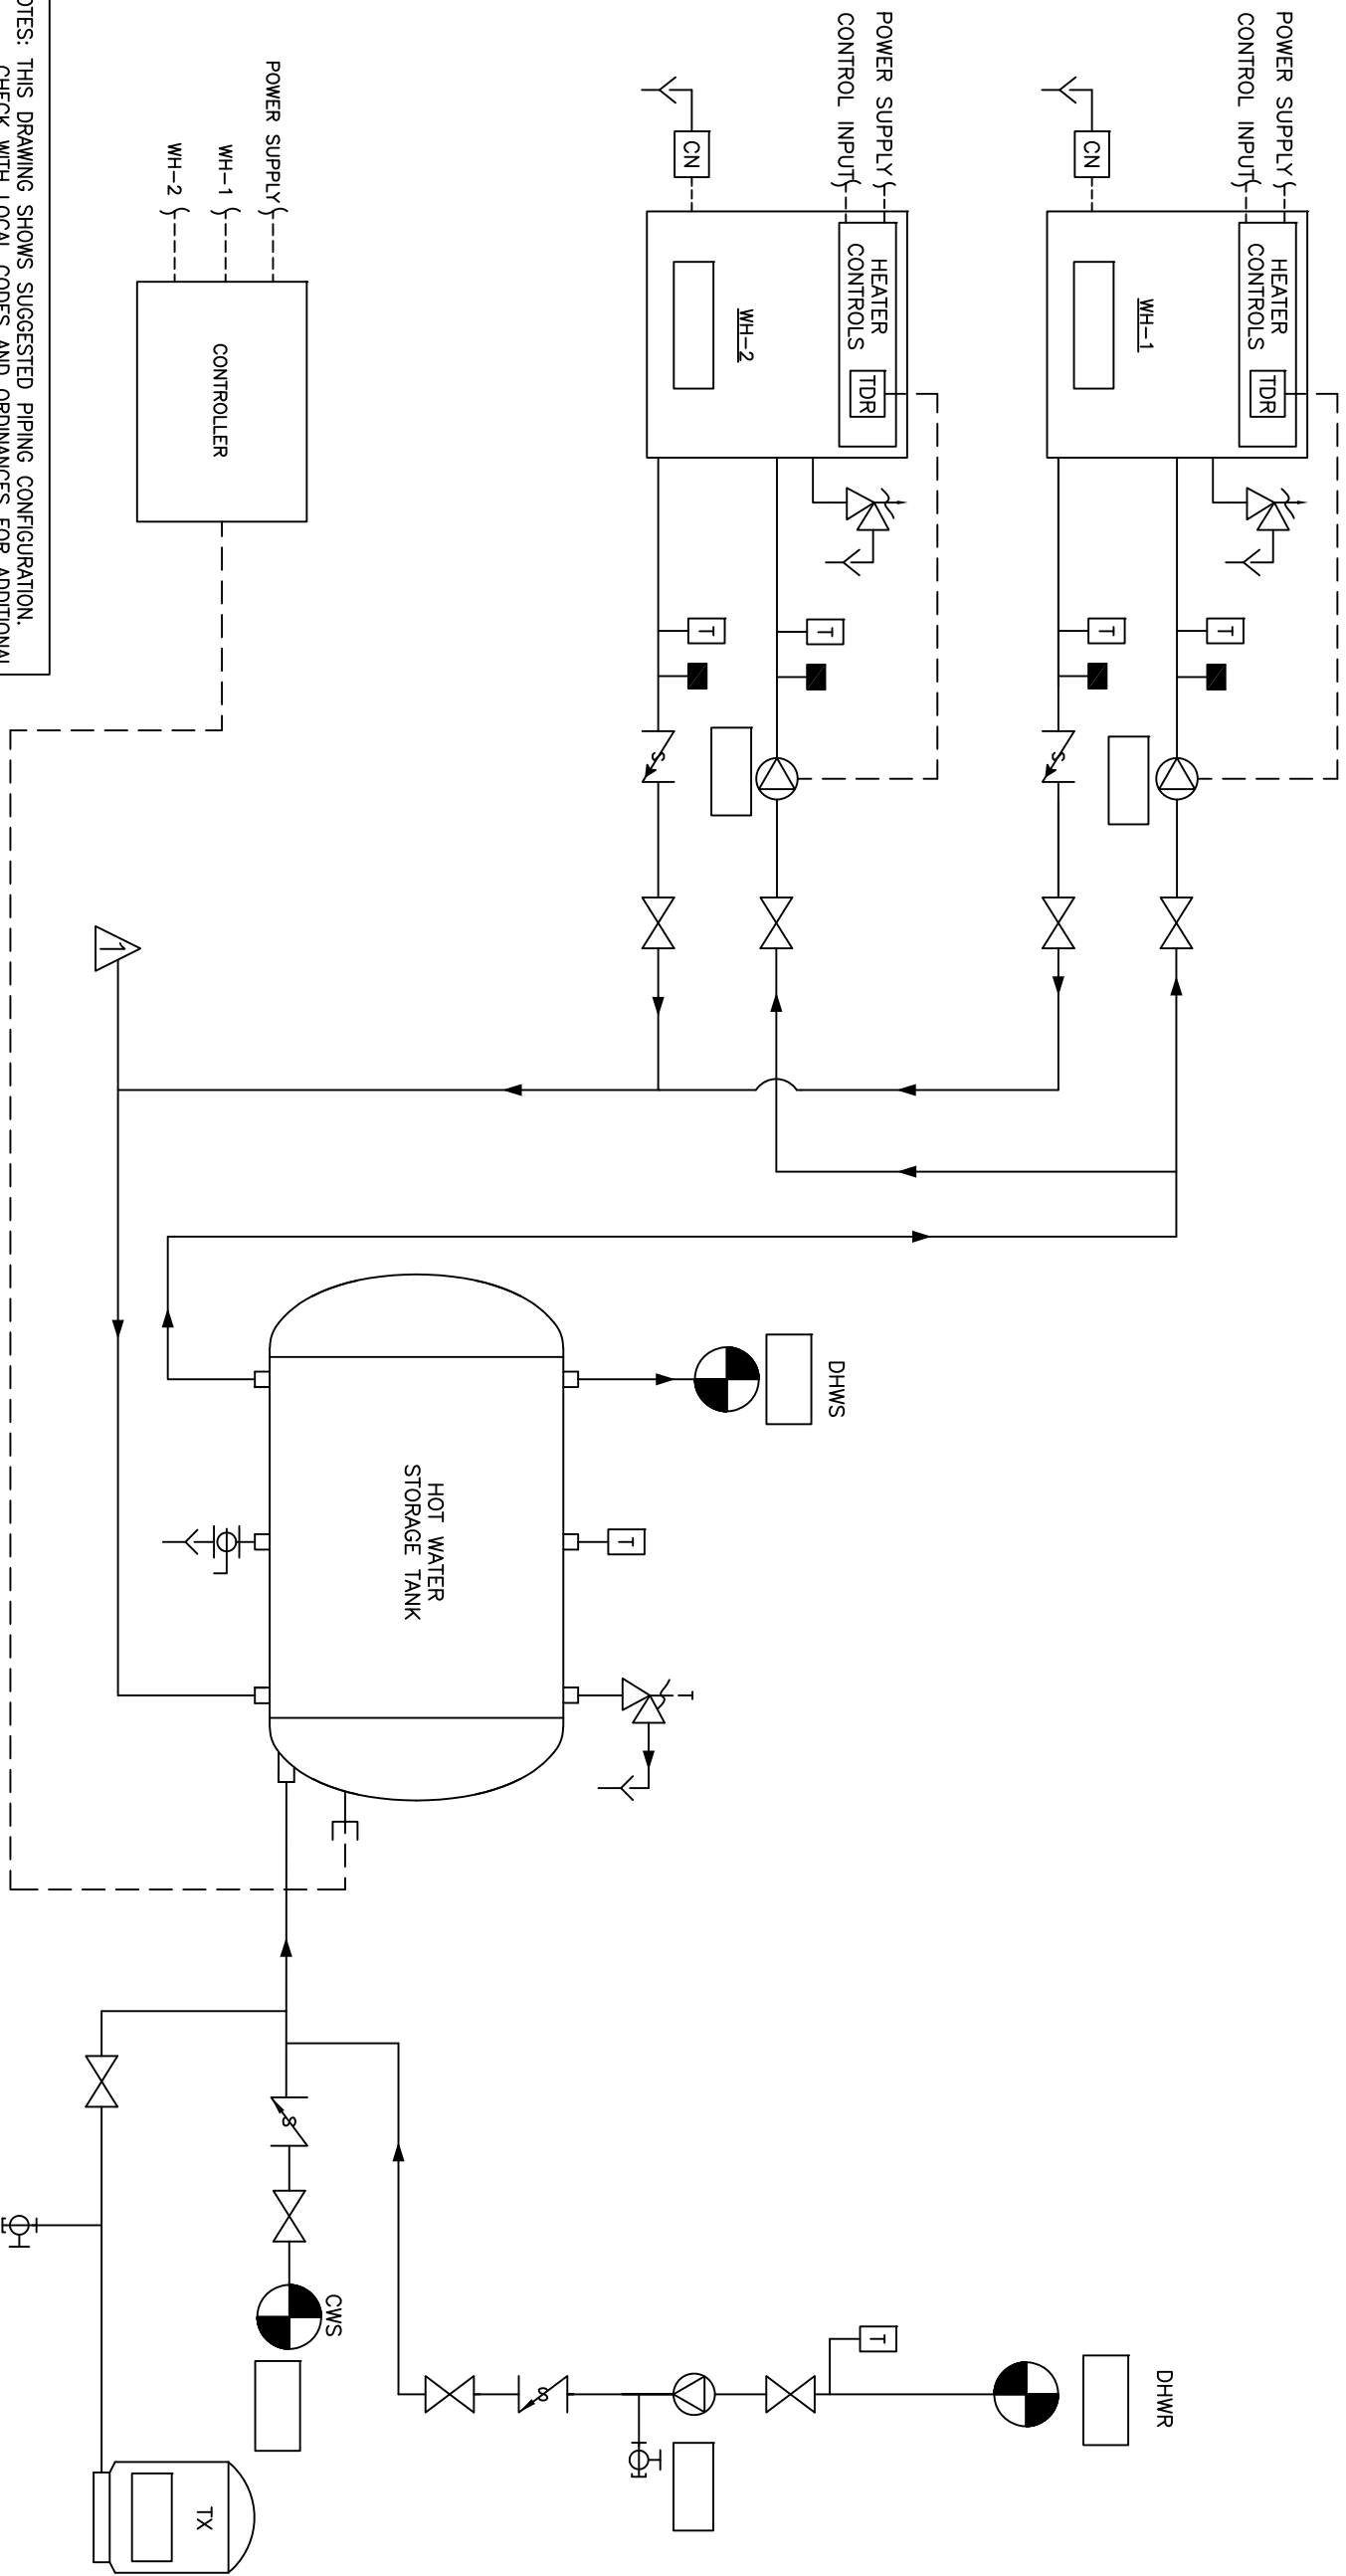 POWER SUPPLY
CONTROL INPUT
CN
HEATER
CONTROLS
TDR
WH-1
T
T
S
POWER SUPPLY
CONTROL INPUT
CN
HEATER
CONTROLS
TDR
WH-2
T
T
S
POWER SUPPLY
WH-1
WH-2
CONTROLLER
1
DHWS
HOT WATER
STORAGE TANK
T
DHWR
T
S
CWS
S
TX
OTES: THIS DRAWING SHOWS SUGGESTED PIPING CONFIGURATION.
CHECK WITH LOCAL CODES AND ORDINANCES FOR ADDITIONAL